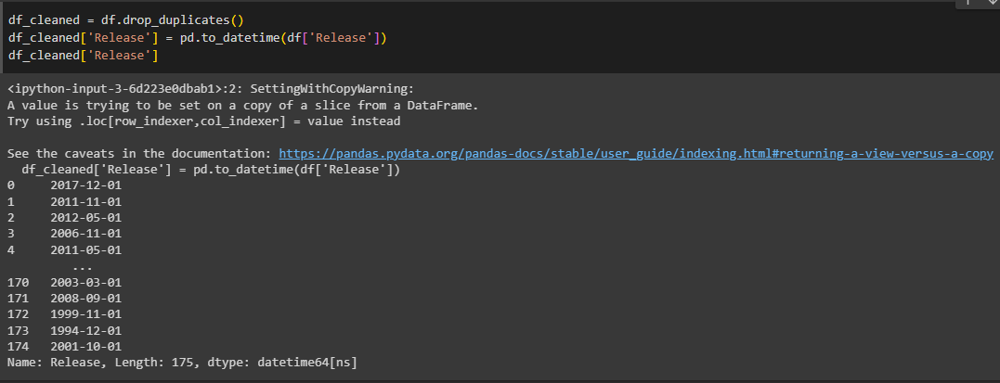 df_cleaned = df.drop_duplicates()
df_cleaned['Release'] = pd.to_datetime(df['Release'])
df_cleaned['Release']
<ipython-input-3-6d223e0dbab1>:2: SettingWithCopyWarning:
A value is trying to be set on a copy of a slice from a DataFrame.
Try using .loc[row_indexer,col_indexer] = value instead
See the caveats in the documentation: https://pandas.pydata.org/pandas-docs/stable/user_guide/indexing.html#returning-a-view-versus-a-copy
  df_cleaned['Release'] = pd.to_datetime(df['Release'])
0     2017-12-01
1     2011-11-01
2     2012-05-01
3     2006-11-01
4     2011-05-01
         ...
170   2003-03-01
171   2008-09-01
172   1999-11-01
173   1994-12-01
174   2001-10-01
Name: Release, Length: 175, dtype: datetime64[ns]